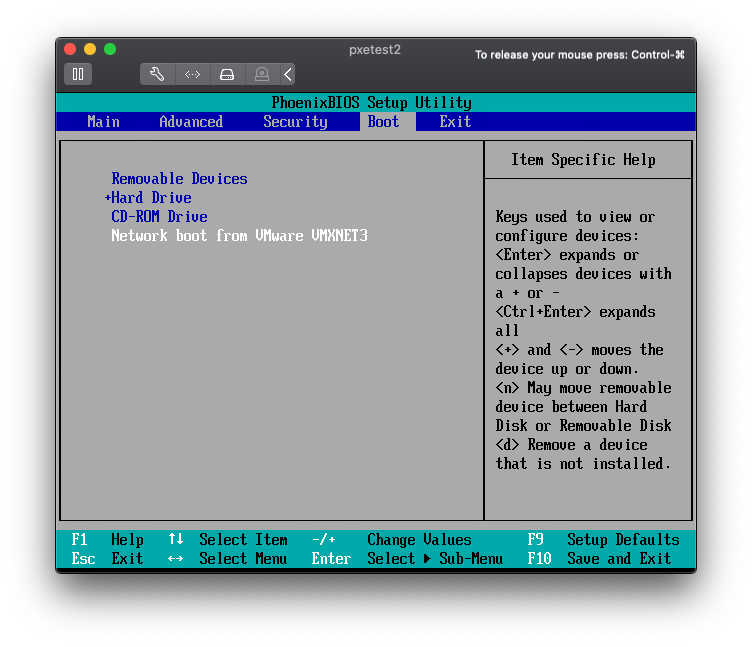 pxetest2
To release your mouse press: Control-⌘
PhoenixBIOS Setup Utility
Main Advanced Security Boot Exit
Removable Devices
+Hard Drive
CD-ROM Drive
Network boot from VMware VMXNET3
Item Specific Help
Keys used to view or
configure devices:
<Enter> expands or
collapses devices with
a + or -
<Ctrl+Enter> expands
all
<+> and <-> moves the
device up or down.
<n> May move removable
device between Hard
Disk or Removable Disk
<d> Remove a device
that is not installed.
F1 Help ↑↓ Select Item -/+ Change Values F9 Setup Defaults
Esc Exit ↔ Select Menu Enter Select ▶ Sub-Menu F10 Save and Exit